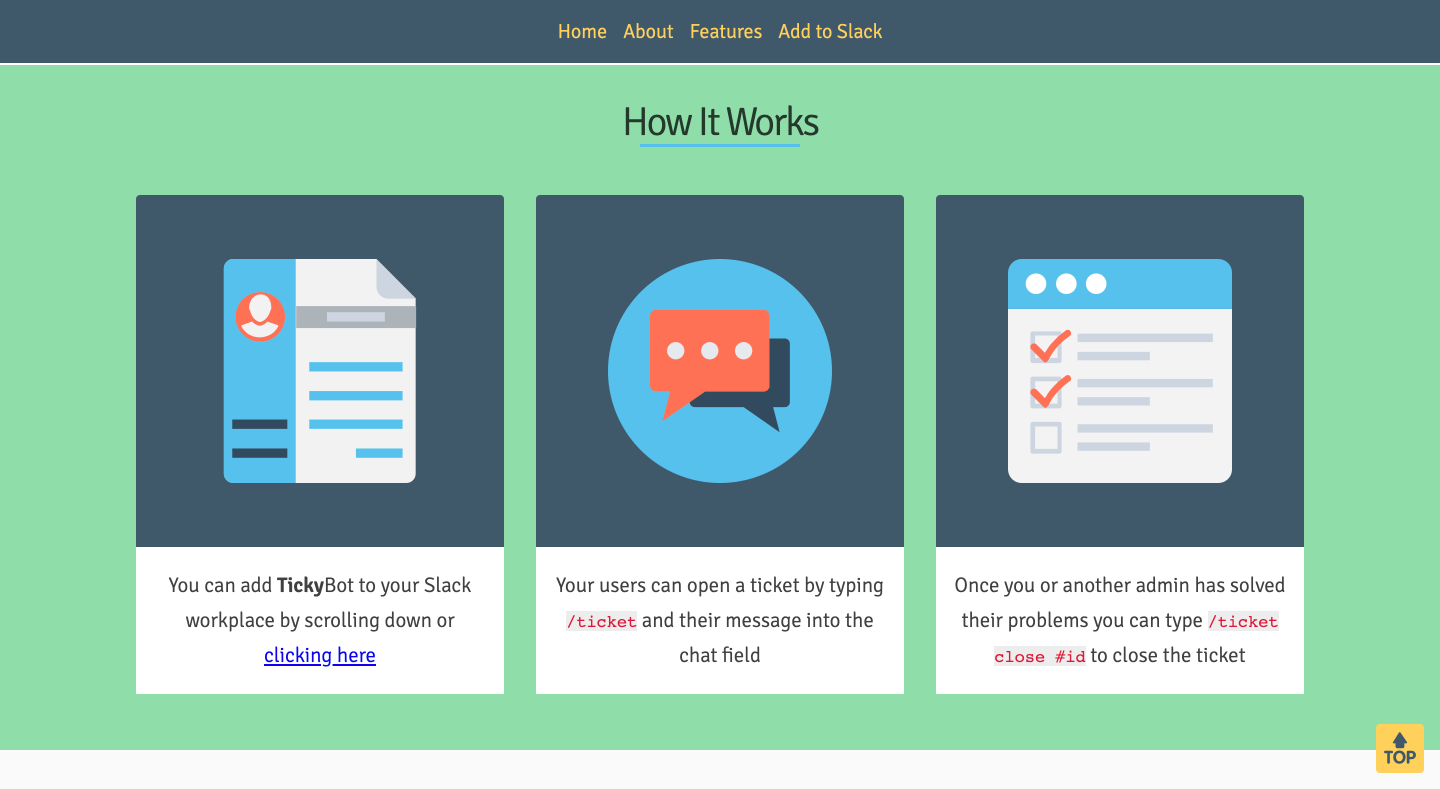 Home About Features Add to Slack
How It Works
You can add TickyBot to your Slack
workplace by scrolling down or
clicking here
Your users can open a ticket by typing
/ticket and their message into the
chat field
Once you or another admin has solved
their problems you can type /ticket
close #id to close the ticket
TOP